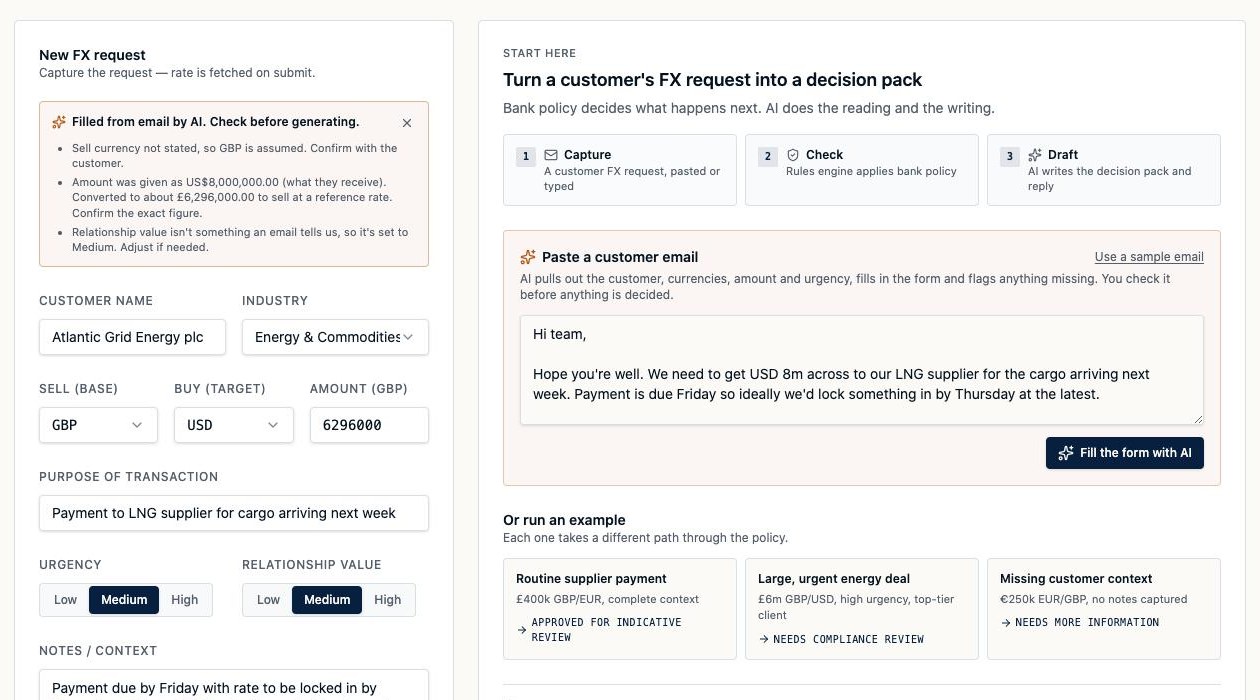 New FX request
Capture the request — rate is fetched on submit.
Filled from email by AI. Check before generating.
Sell currency not stated, so GBP is assumed. Confirm with the
customer.
Amount was given as US$8,000,000.00 (what they receive).
Converted to about £6,296,000.00 to sell at a reference rate.
Confirm the exact figure.
Relationship value isn't something an email tells us, so it's set to
Medium. Adjust if needed.
CUSTOMER NAME
INDUSTRY
Atlantic Grid Energy plc
Energy & Commodities
SELL (BASE)
BUY (TARGET)
AMOUNT (GBP)
GBP
USD
6296000
PURPOSE OF TRANSACTION
Payment to LNG supplier for cargo arriving next week
URGENCY
RELATIONSHIP VALUE
Low Medium High
Low Medium High
NOTES / CONTEXT
Payment due by Friday with rate to be locked in by
START HERE
Turn a customer's FX request into a decision pack
Bank policy decides what happens next. AI does the reading and the writing.
1 Capture
A customer FX request, pasted or
typed
2 Check
Rules engine applies bank policy
3 Draft
AI writes the decision pack and
reply
Paste a customer email
Use a sample email
AI pulls out the customer, currencies, amount and urgency, fills in the form and flags anything missing. You check it
before anything is decided.
Hi team,
Hope you're well. We need to get USD 8m across to our LNG supplier for the cargo arriving next
week. Payment is due Friday so ideally we'd lock something in by Thursday at the latest.
Fill the form with AI
Or run an example
Each one takes a different path through the policy.
Routine supplier payment
£400k GBP/EUR, complete context
→ APPROVED FOR INDICATIVE
REVIEW
Large, urgent energy deal
£6m GBP/USD, high urgency, top-tier
client
→ NEEDS COMPLIANCE REVIEW
Missing customer context
€250k EUR/GBP, no notes captured
→ NEEDS MORE INFORMATION